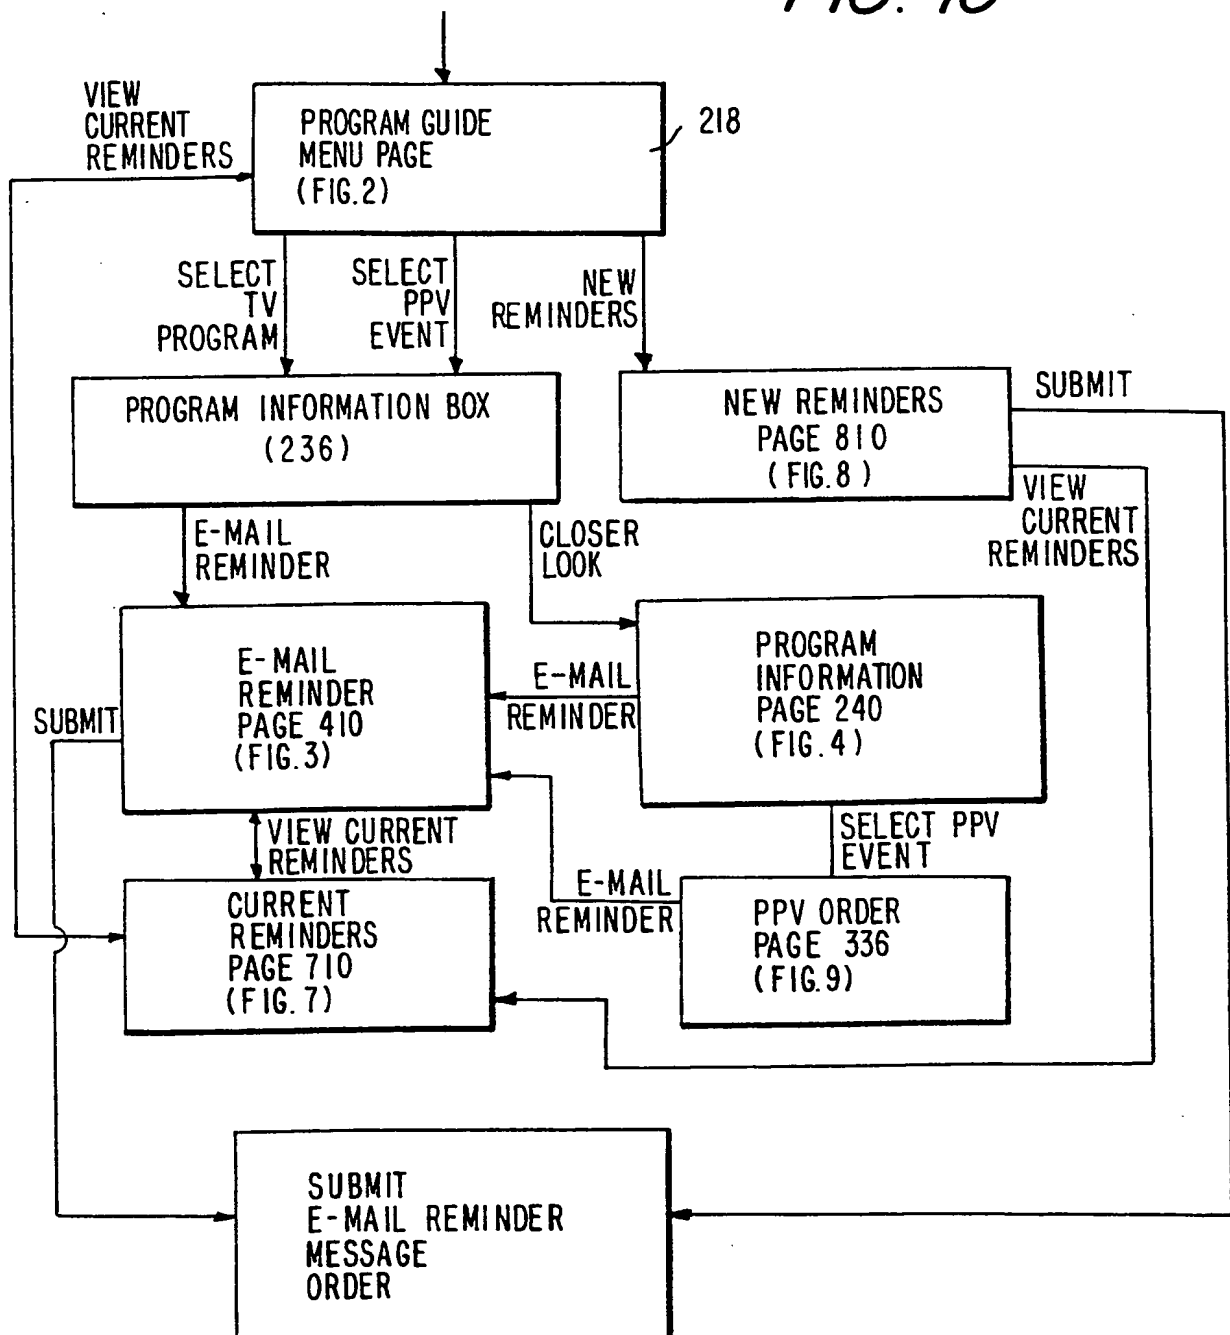 FIG. 10
VIEW
CURRENT
REMINDERS
PROGRAM GUIDE
MENU PAGE
(FIG.2)
218
SELECT
TV
PROGRAM
SELECT
PPV
EVENT
NEW
REMINDERS
PROGRAM INFORMATION BOX
(236)
NEW REMINDERS
PAGE 810
(FIG.8)
SUBMIT
VIEW
CURRENT
REMINDERS
E-MAIL
REMINDER
CLOSER
LOOK
E-MAIL
REMINDER
PAGE 410
(FIG.3)
E-MAIL
REMINDER
PROGRAM
INFORMATION
PAGE 240
(FIG.4)
SUBMIT
VIEW CURRENT
REMINDERS
SELECT PPV
EVENT
CURRENT
REMINDERS
PAGE 710
(FIG.7)
E-MAIL
REMINDER
PPV ORDER
PAGE 336
(FIG.9)
SUBMIT
E-MAIL REMINDER
MESSAGE
ORDER